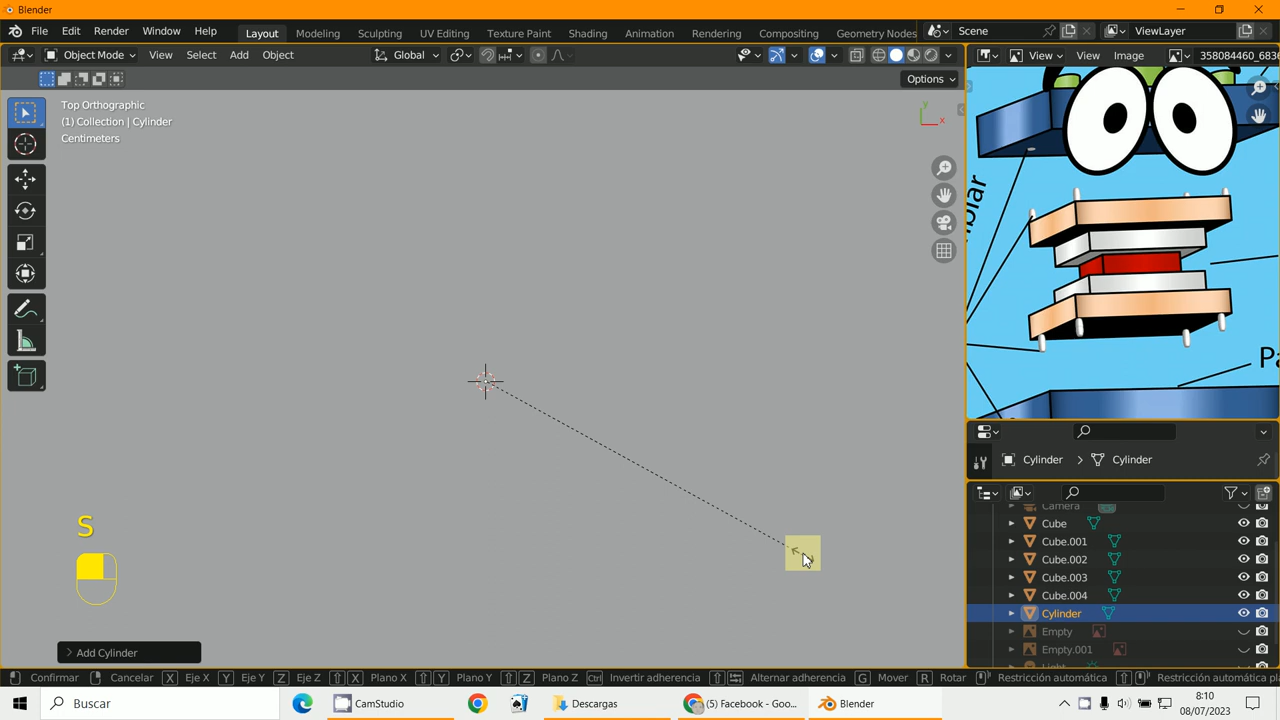 Blender
File Edit Render Window Help Layout Modeling Sculpting UV Editing Texture Paint Shading Animation Rendering Compositing Geometry Nodes Scene ViewLayer
Object Mode View Select Add Object Global View View Image 358084460_683
Options
Top Orthographic
(1) Collection | Cylinder
Centimeters
y
x
Pa
Cylinder > Cylinder
Camera
Cube
Cube.001
Cube.002
Cube.003
Cube.004
Cylinder
Empty
Empty.001
Light
S
> Add Cylinder
Confirmar Cancelar X Eje X Y Eje Y Z Eje Z X Plano X Y Plano Y Z Plano Z Ctrl Invertir adherencia Alternar adherencia G Mover R Rotar Restricción automática Restricción automática pl
Buscar CamStudio Descargas (5) Facebook - Goo... Blender 8:10
08/07/2023